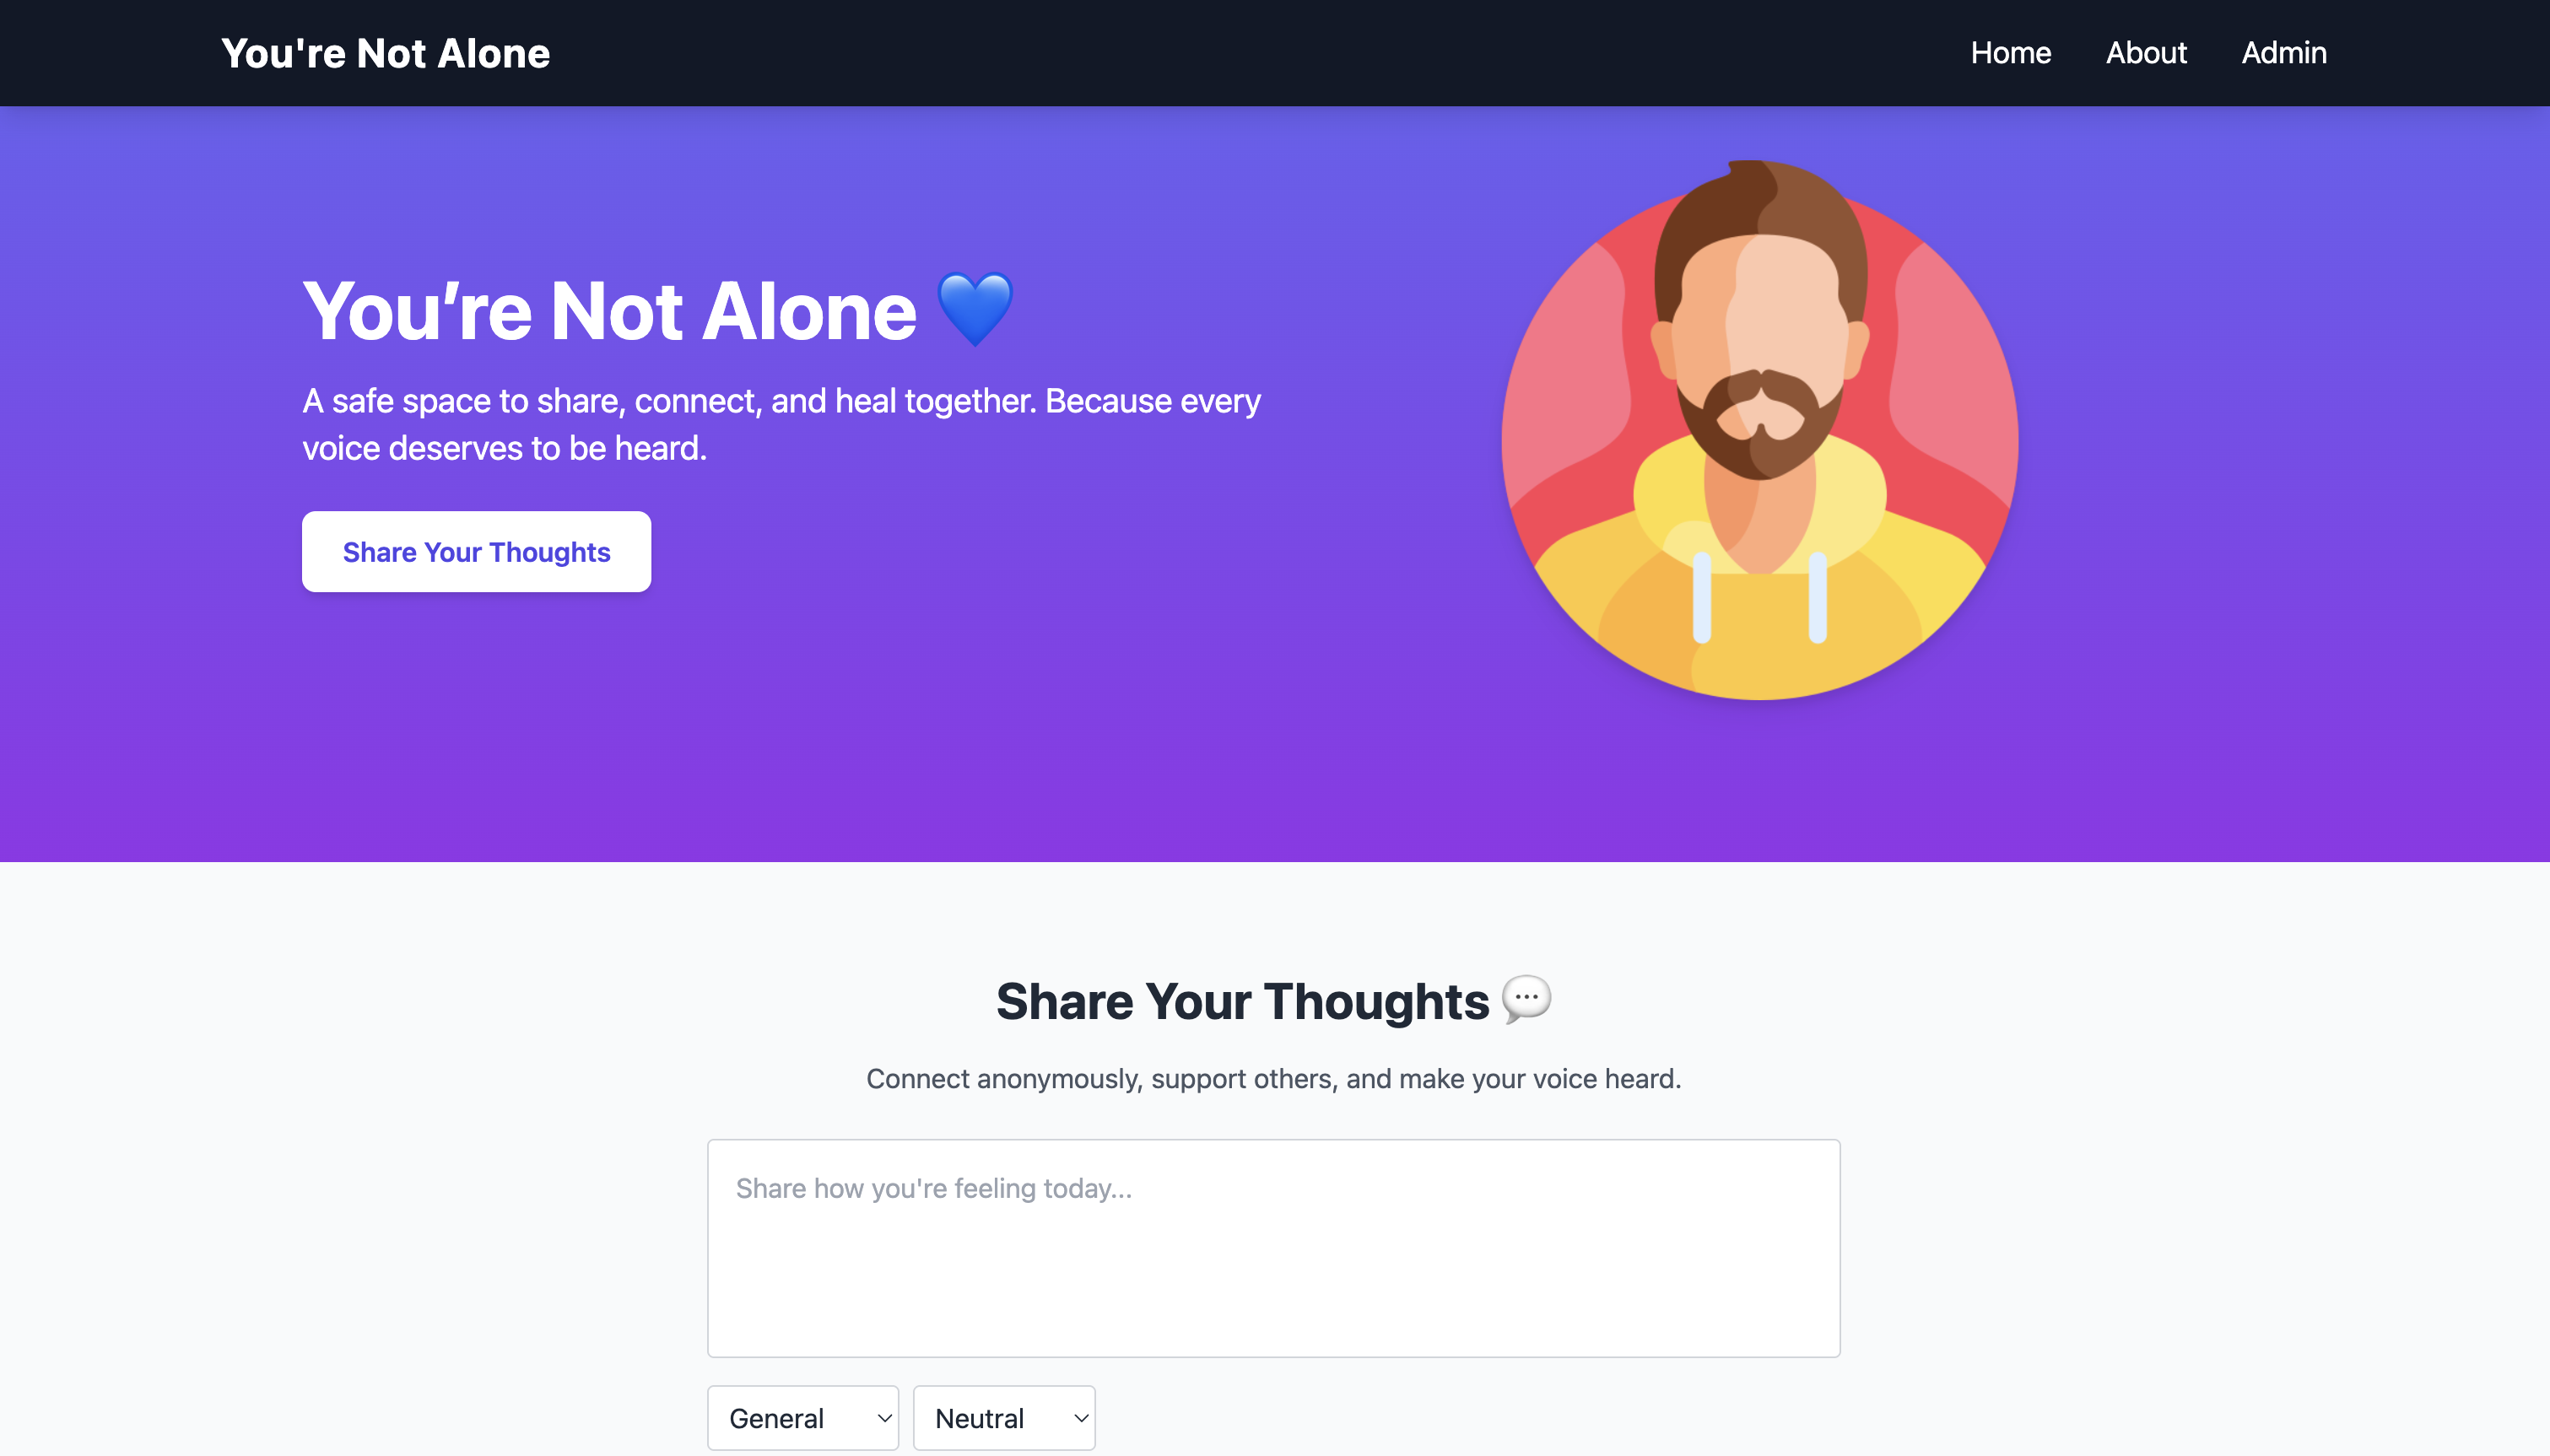 You're Not Alone
Home
About
Admin
You’re Not Alone 💙
A safe space to share, connect, and heal together. Because every
voice deserves to be heard.
Share Your Thoughts
Share Your Thoughts 💬
Connect anonymously, support others, and make your voice heard.
Share how you're feeling today...
General
Neutral